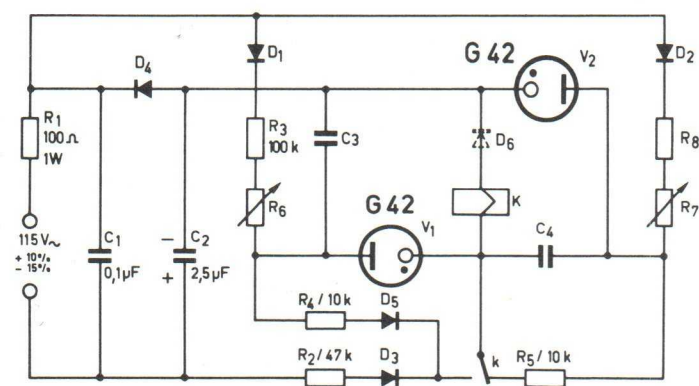 G 42
V2
D1
D2
D4
R1
100 Ω
1W
R3
100 k
C3
D6
R8
K
R6
G 42
R7
V1
115 V~
+ 10%
- 15%
C1
0,1µF
–
+
C2
2,5µF
C4
R4 / 10 k
D5
R2 / 47 k
D3
k
R5 / 10 k